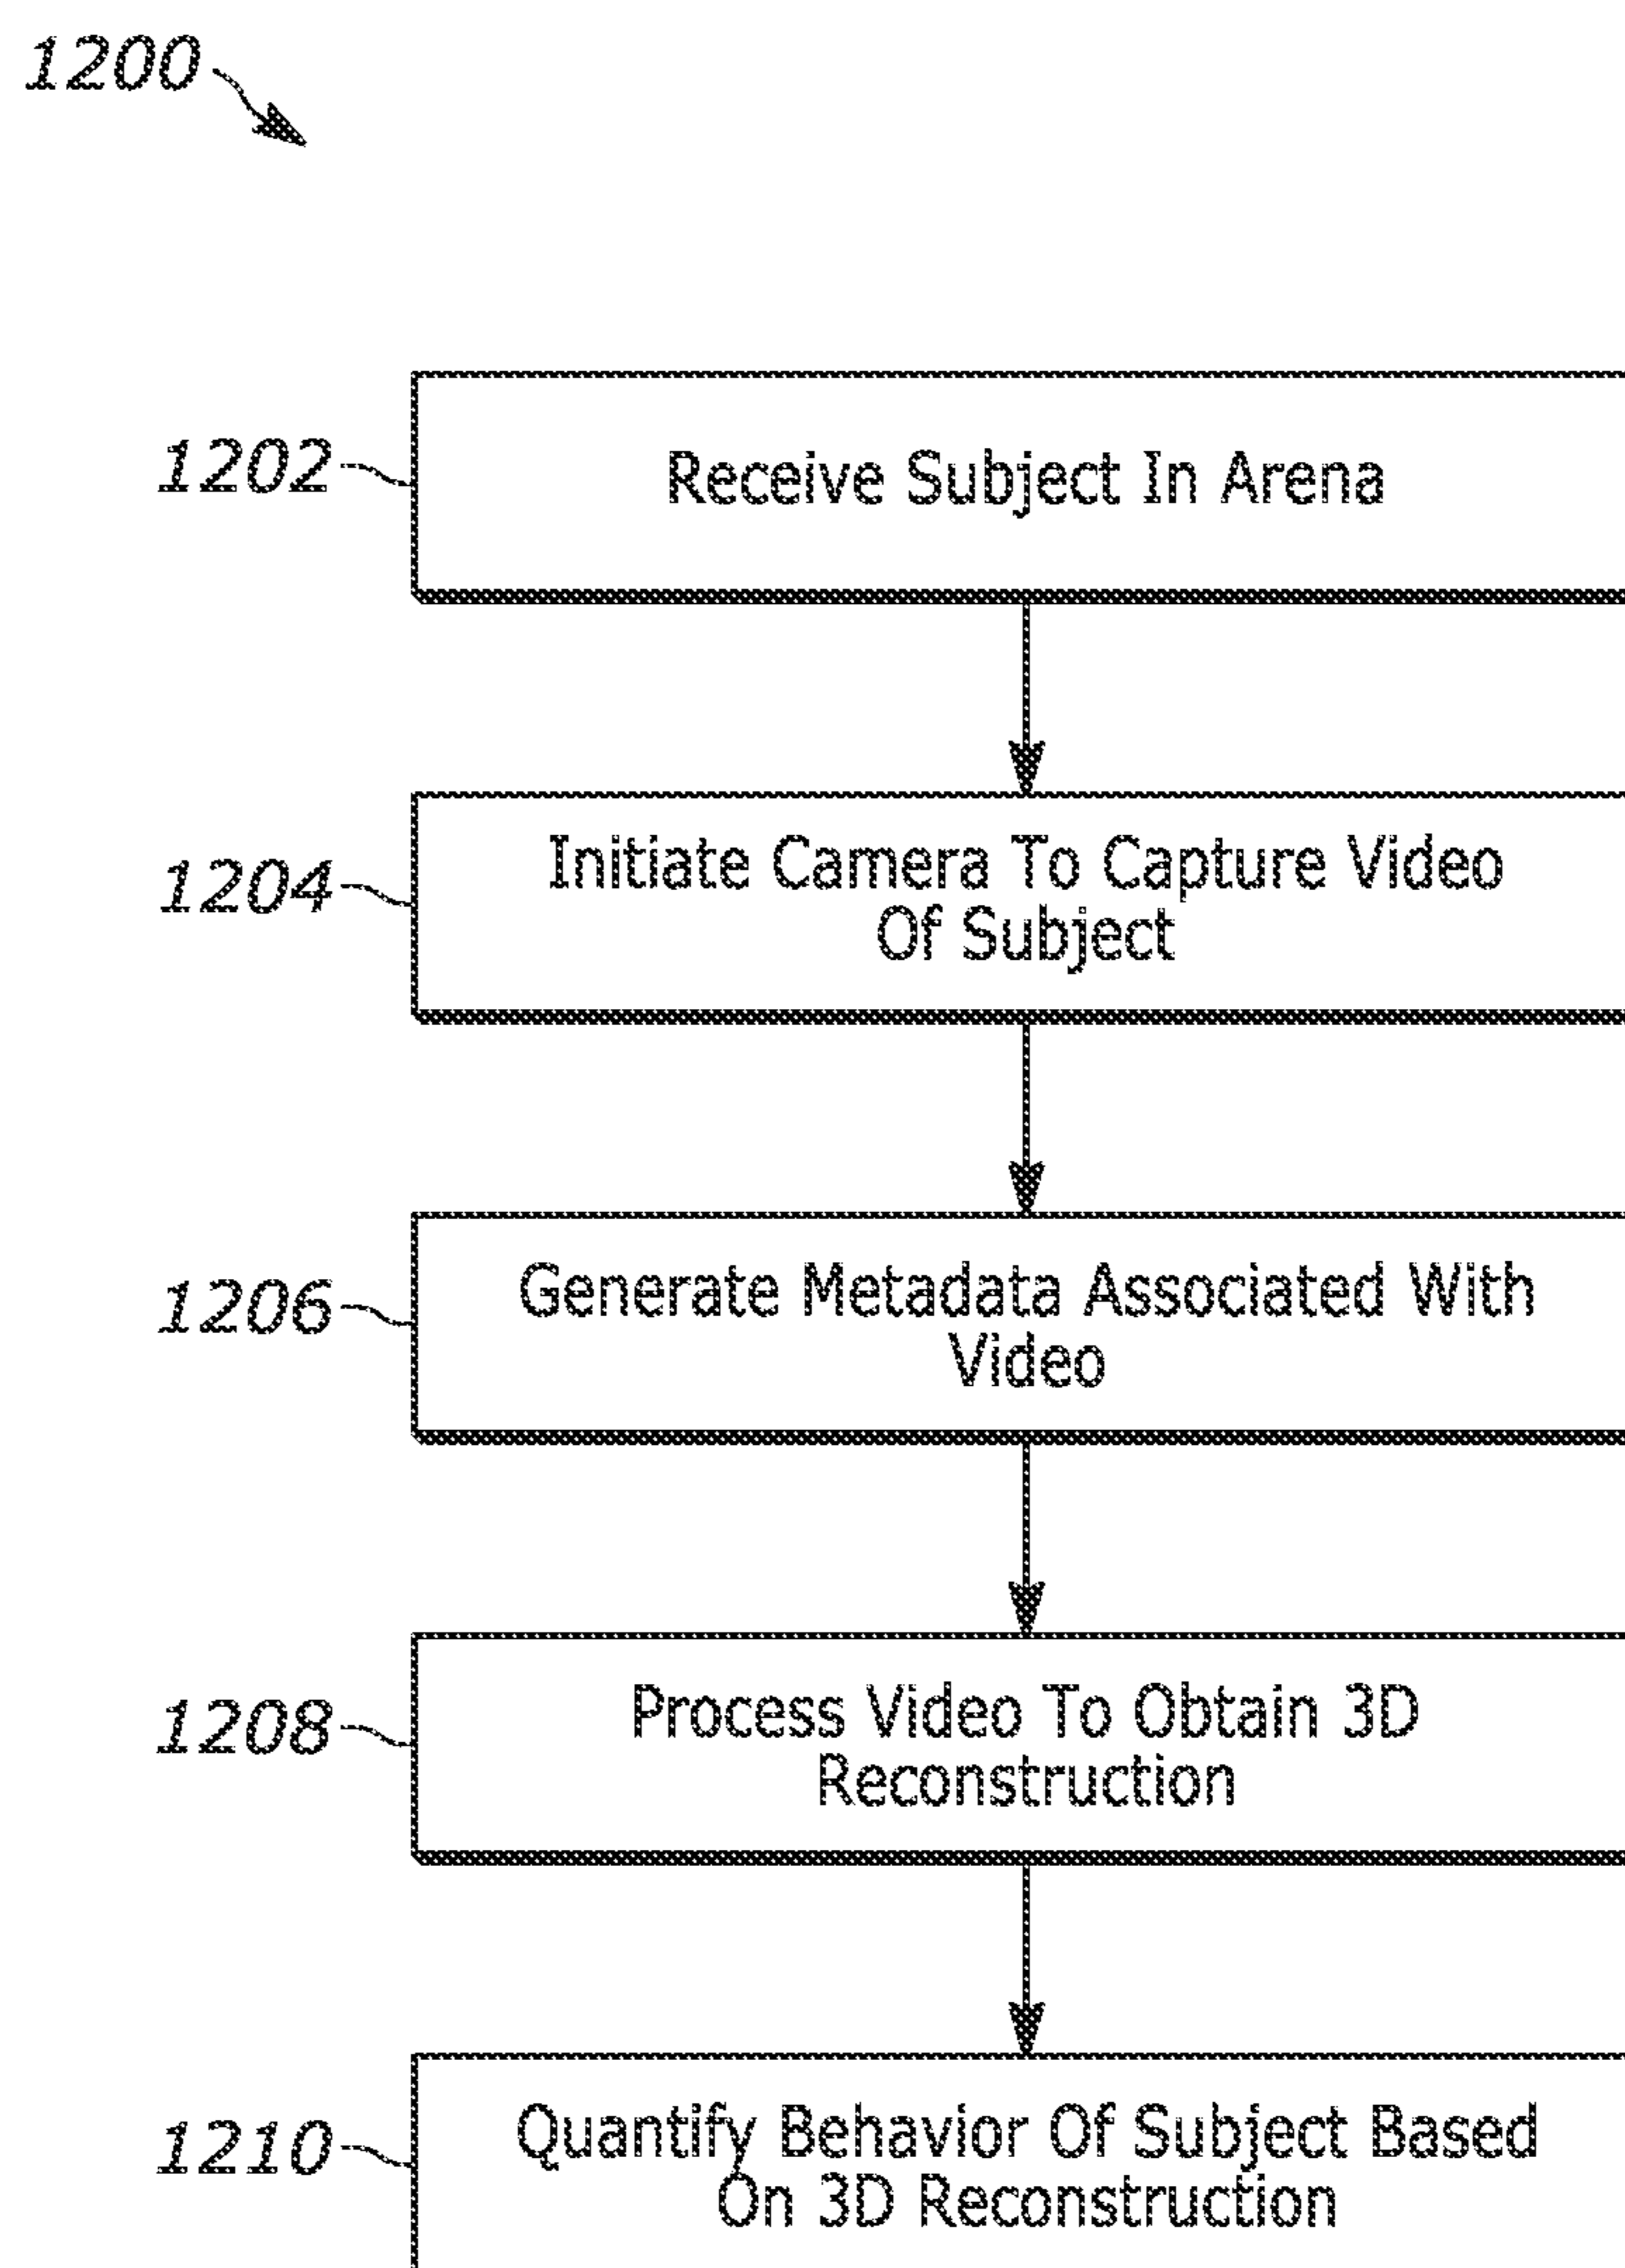 1200
1202
Receive Subject In Arena
1204
Initiate Camera To Capture Video
Of Subject
1206
Generate Metadata Associated With
Video
1208
Process Video To Obtain 3D
Reconstruction
1210
Quantify Behavior Of Subject Based
On 3D Reconstruction